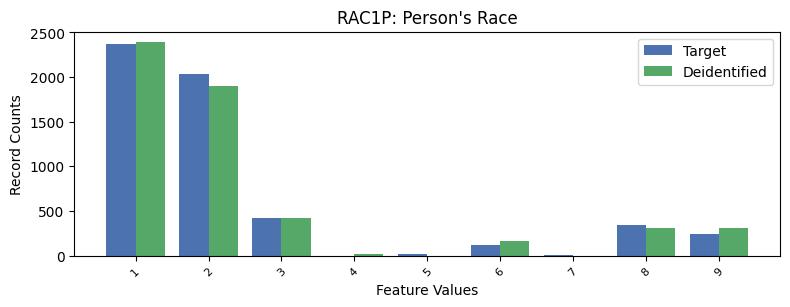 RAC1P: Person's Race
Target
Deidentified
Record Counts
2500
2000
1500
1000
500
0
1 2 3 4 5 6 7 8 9
Feature Values